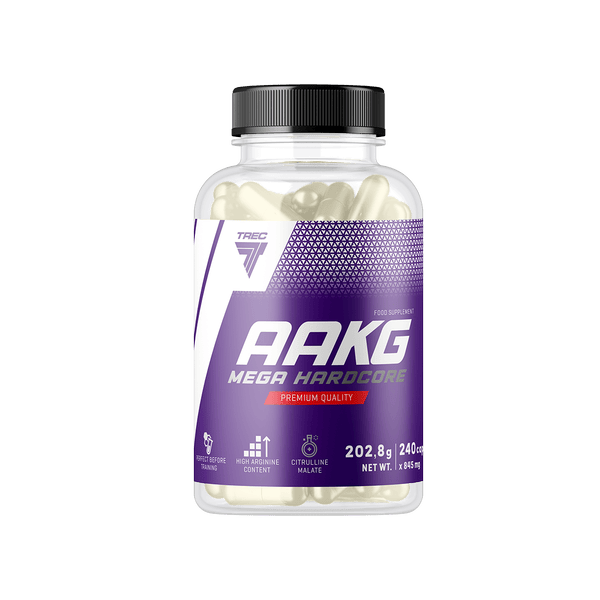 TREC
FOOD SUPPLEMENT
AAKG
MEGA HARDCORE
PREMIUM QUALITY
PERFECT BEFORE
TRAINING
HIGH ARGININE
CONTENT
CITRULLINE
MALATE
202,8g
NET WT.
240 cap
x 845 mg